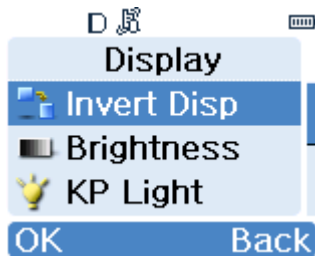 D
Display
Invert Disp
Brightness
KP Light
OK Back